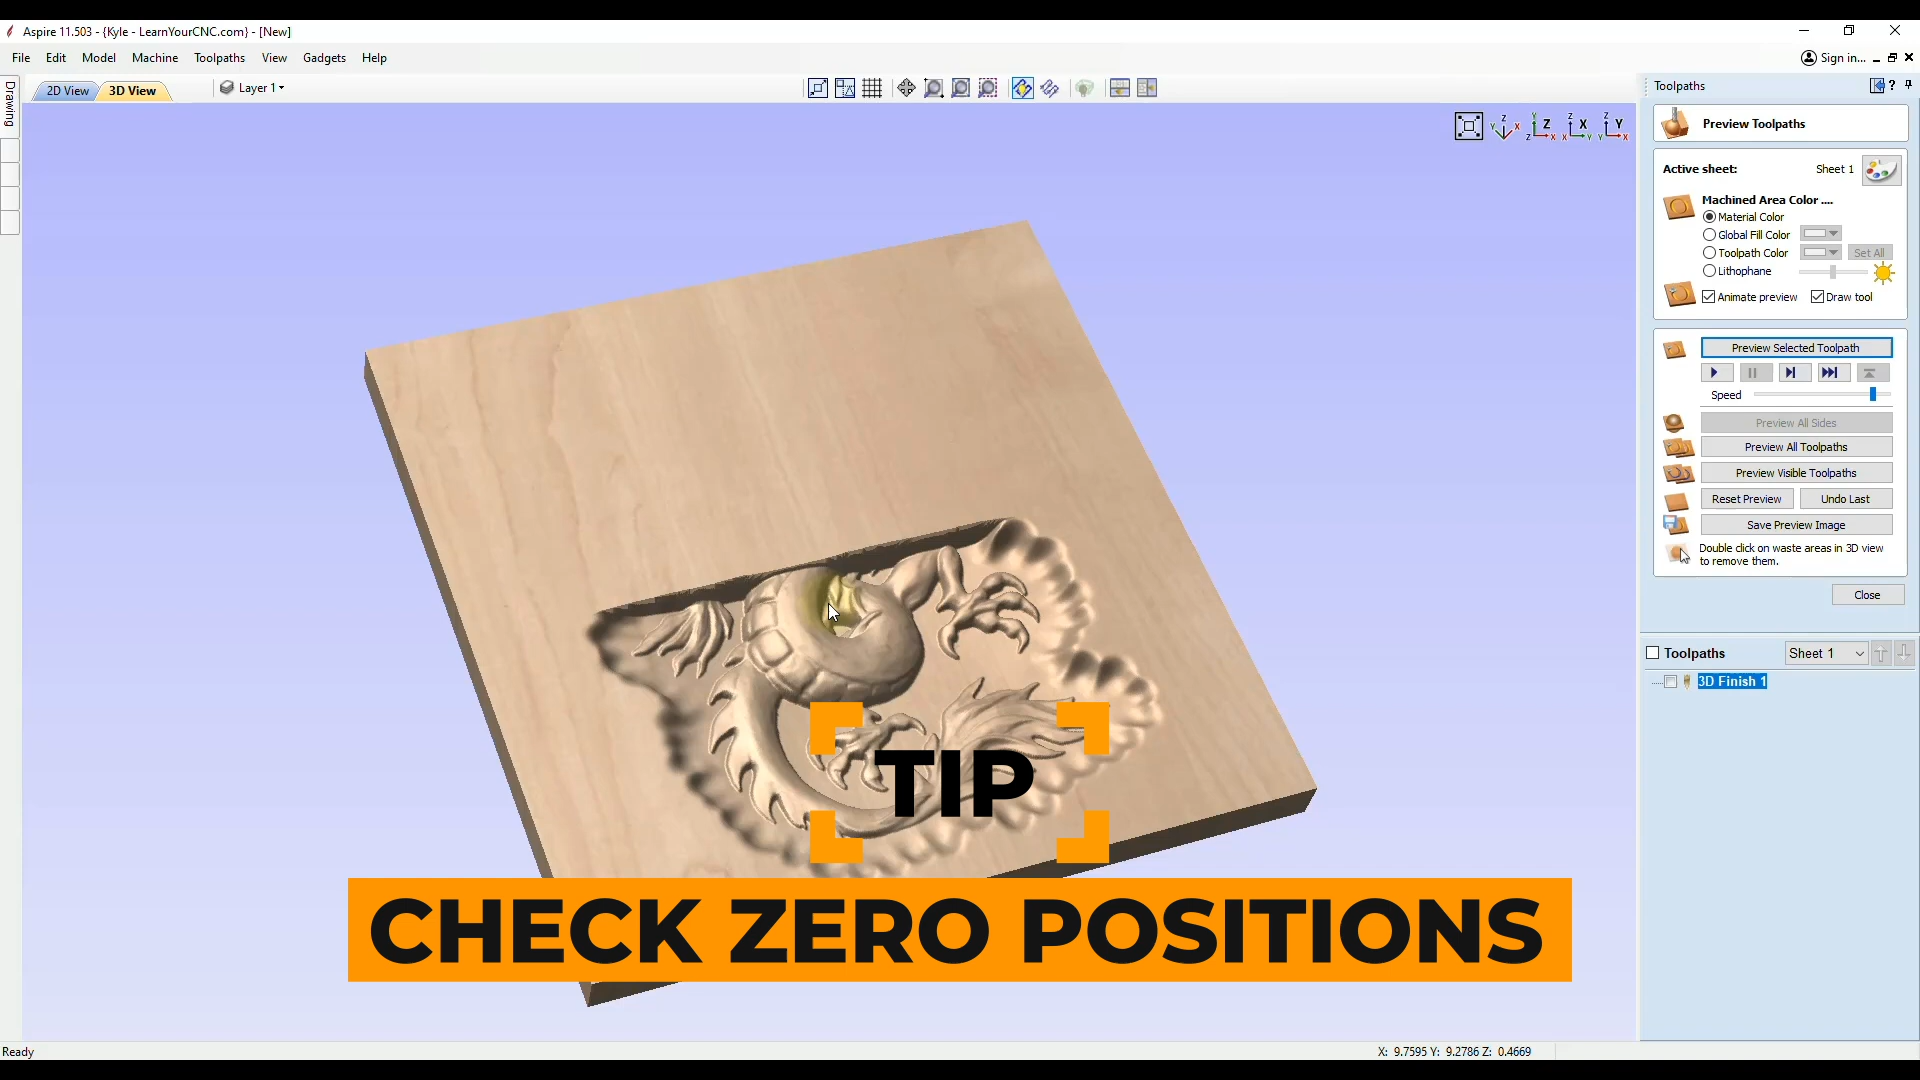 Aspire 11.503 - {Kyle - LearnYourCNC.com} - [New]
File Edit Model Machine Toolpaths View Gadgets Help
Sign in...
Drawing
2D View 3D View Layer 1
Toolpaths
Z
Y X
Y Z Z X
Z X X Y
Z Y Y X
Preview Toolpaths
Active sheet: Sheet 1
Machined Area Color ....
Material Color
Global Fill Color
Toolpath Color Set All
Lithophane
Animate preview Draw tool
Preview Selected Toolpath
Speed
Preview All Sides
Preview All Toolpaths
Preview Visible Toolpaths
Reset Preview Undo Last
Save Preview Image
Double click on waste areas in 3D view
to remove them.
Close
Toolpaths Sheet 1
3D Finish 1
TIP
CHECK ZERO POSITIONS
Ready
X: 9.7595 Y: 9.2786 Z: 0.4669